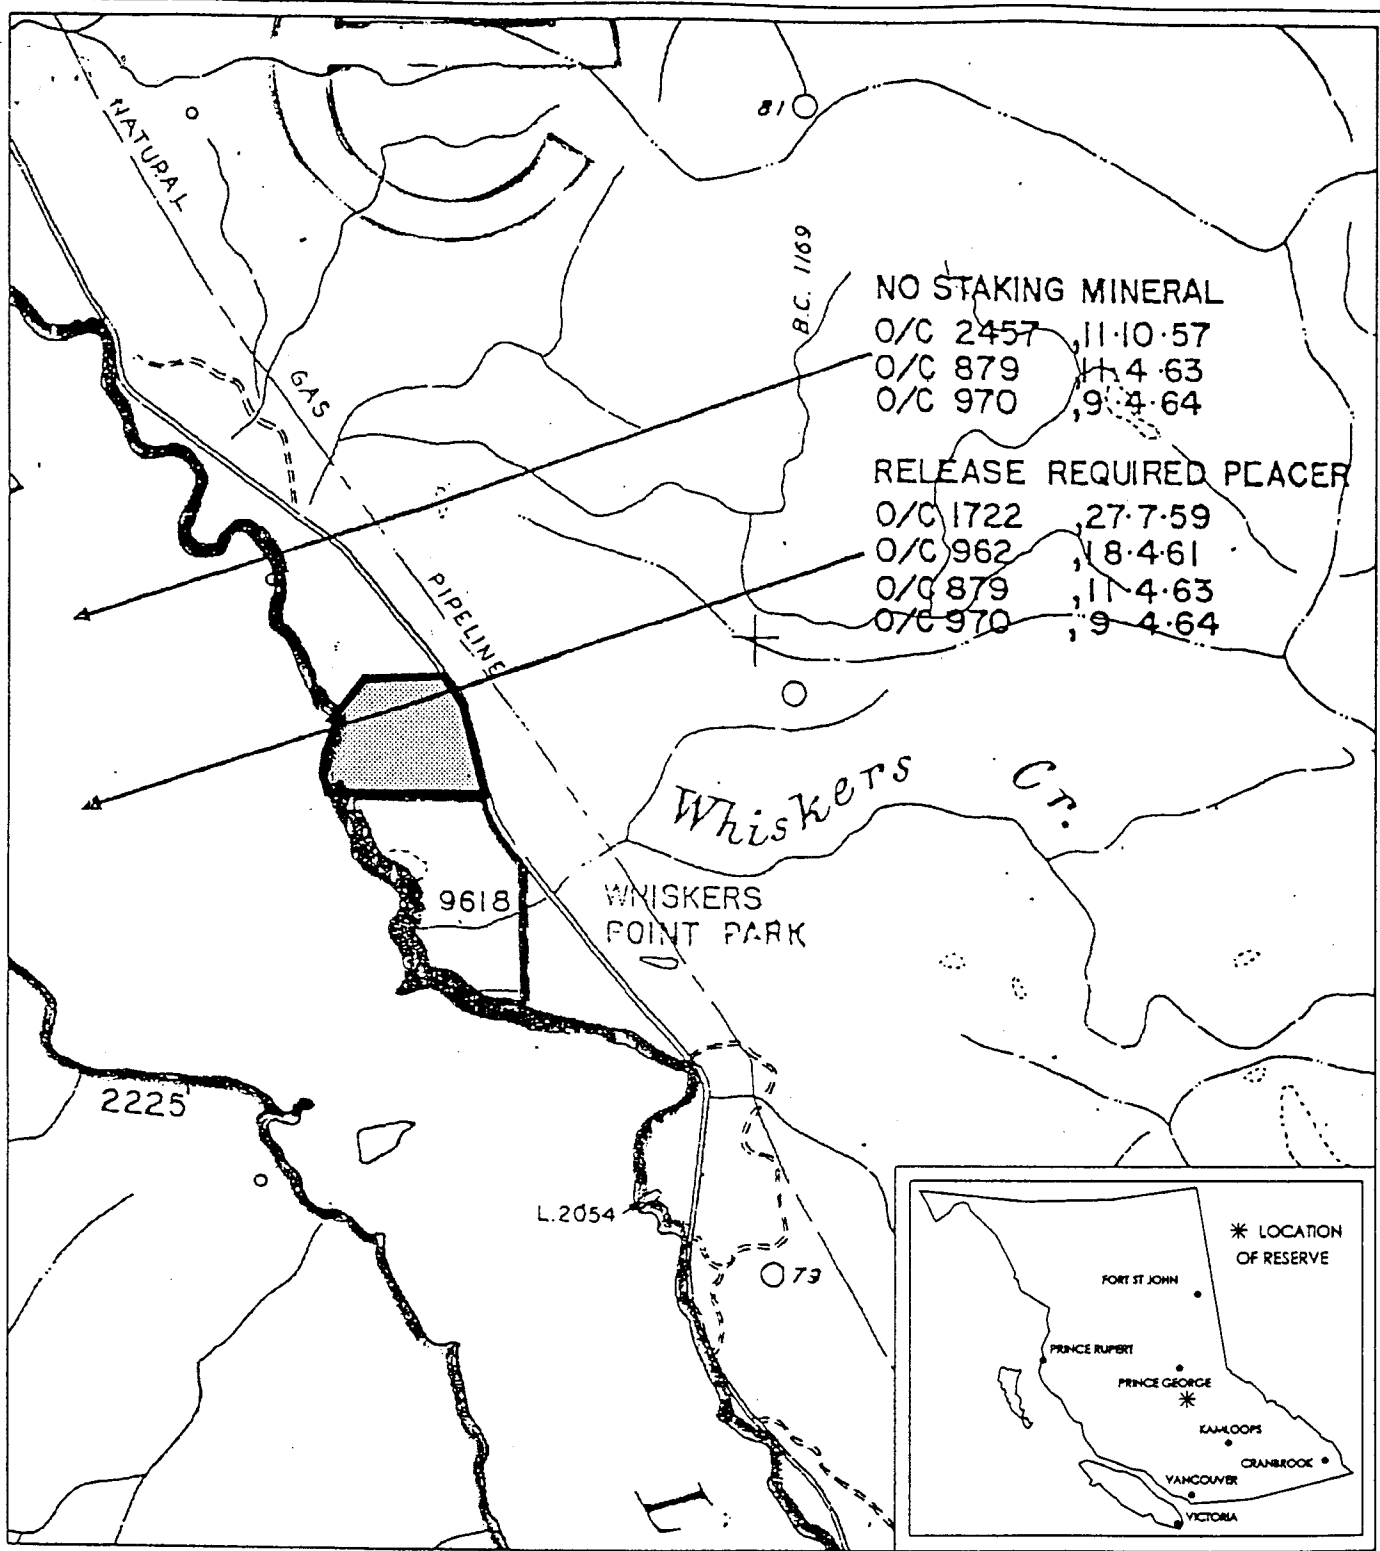 81
NATURAL
B.C. 1169
NO STAKING MINERAL
O/C 2457 ,11·10·57
O/C 879 ,11·4·63
O/C 970 ,9·4·64
GAS
RELEASE REQUIRED PLACER
O/C 1722 ,27·7·59
O/C 962 ,18·4·61
O/C 879 ,11·4·63
O/C 970 ,9·4·64
PIPELINE
Whiskers Cr.
9618
WHISKERS
POINT PARK
2225
L.2054
79
* LOCATION
OF RESERVE
FORT ST JOHN
PRINCE RUPERT
PRINCE GEORGE
KAMLOOPS
CRANBROOK
VANCOUVER
VICTORIA